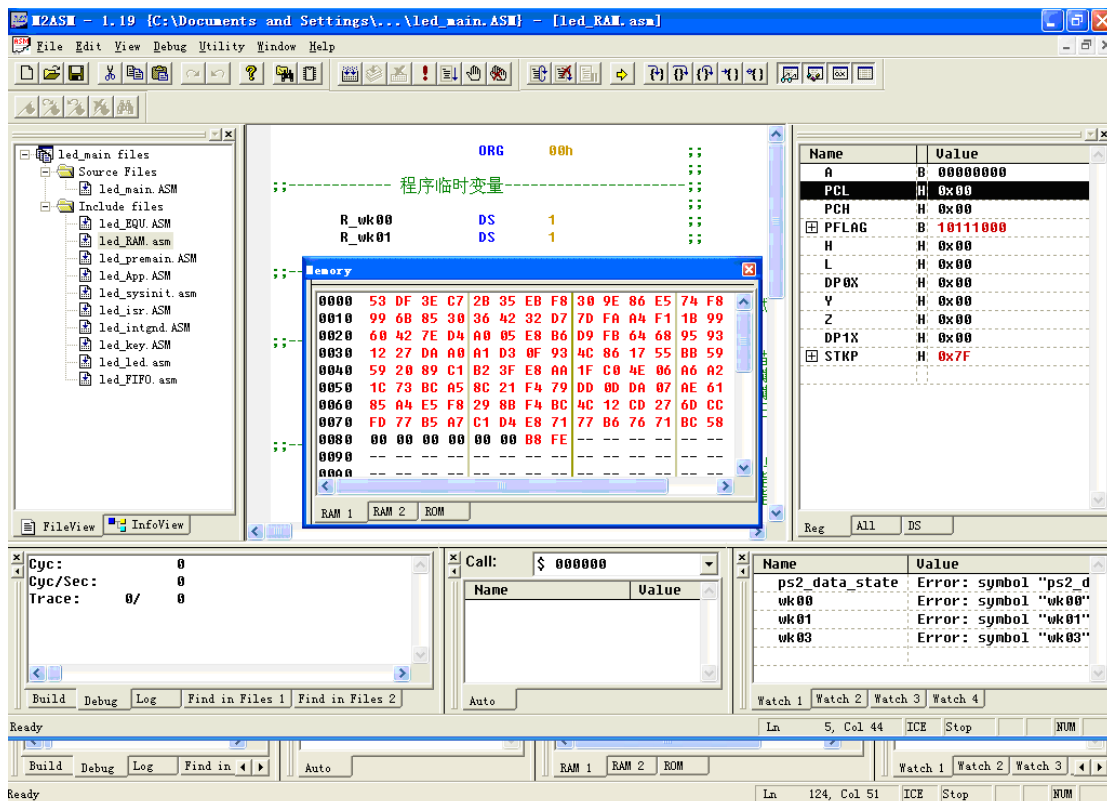 M2ASM - 1.19 {C:\Documents and Settings\...\led_main.ASM} - [led_RAM.asm]
File Edit View Debug Utility Window Help
led_main files
Source Files
led_main.ASM
Include files
led_EQU.ASM
led_RAM.asm
led_premain.ASM
led_App.ASM
led_sysinit.asm
led_isr.ASM
led_intgnd.ASM
led_key.ASM
led_led.asm
led_FIFO.asm
FileView InfoView
ORG 00h ;;
;;
;;------------ 程序临时变量--------------------;;
;;
R_wk00 DS 1 ;;
R_wk01 DS 1 ;;
Memory
0000 53 DF 3E C7 2B 35 EB F8 30 9E 86 E5 74 F8
0010 99 6B 85 30 36 42 32 D7 7D FA A4 F1 1B 99
0020 60 42 7E D4 A0 05 E8 B6 D9 FB 64 68 95 93
0030 12 27 DA A0 A1 D3 0F 93 4C 86 17 55 BB 59
0040 59 20 89 C1 B2 3F E8 AA 1F C0 4E 06 A6 A2
0050 1C 73 BC A5 8C 21 F4 79 DD 0D DA 07 AE 61
0060 85 A4 E5 F8 29 8B F4 BC 4C 12 CD 27 6D CC
0070 FD 77 B5 A7 C1 D4 E8 71 77 B6 76 71 BC 58
0080 00 00 00 00 00 00 B8 FE -- -- -- -- -- --
0090 -- -- -- -- -- -- -- -- -- -- -- -- -- --
00A0 -- -- -- -- -- -- -- -- -- -- -- -- -- --
RAM 1 RAM 2 ROM
Name Value
A B 00000000
PCL H 0x00
PCH H 0x00
PFLAG B 10111000
H H 0x00
L H 0x00
DP0X H 0x00
Y H 0x00
Z H 0x00
DP1X H 0x00
STKP H 0x7F
Reg All DS
Cyc: 0
Cyc/Sec: 0
Trace: 0/ 0
Build Debug Log Find in Files 1 Find in Files 2
Call: $ 000000
Name Value
Auto
Name Value
ps2_data_state Error: symbol "ps2_d
wk00 Error: symbol "wk00"
wk01 Error: symbol "wk01"
wk03 Error: symbol "wk03"
Watch 1 Watch 2 Watch 3 Watch 4
Ready Ln 5, Col 44 ICE Stop NUM
Build Debug Log Find in Auto RAM 1 RAM 2 ROM Watch 1 Watch 2 Watch 3
Ready Ln 124, Col 51 ICE Stop NUM